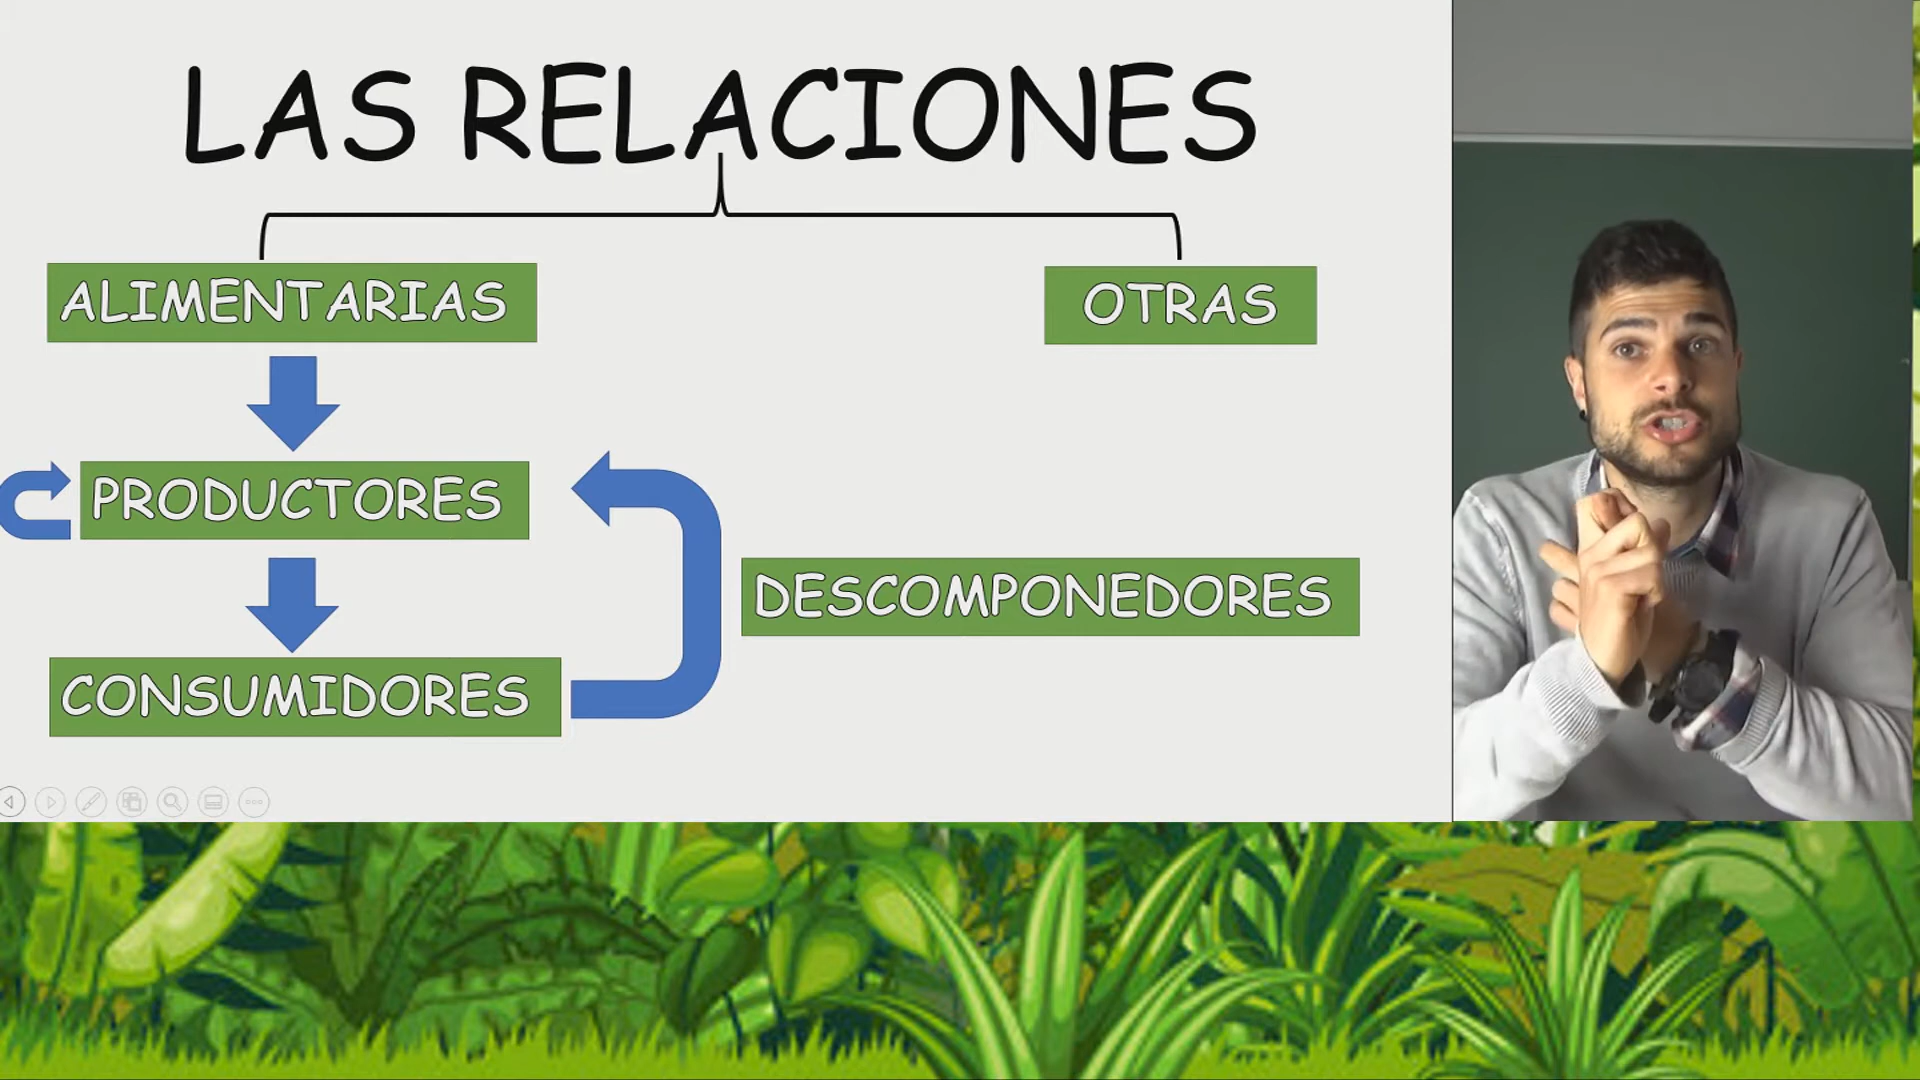 LAS RELACIONES
ALIMENTARIAS
OTRAS
PRODUCTORES
DESCOMPONEDORES
CONSUMIDORES